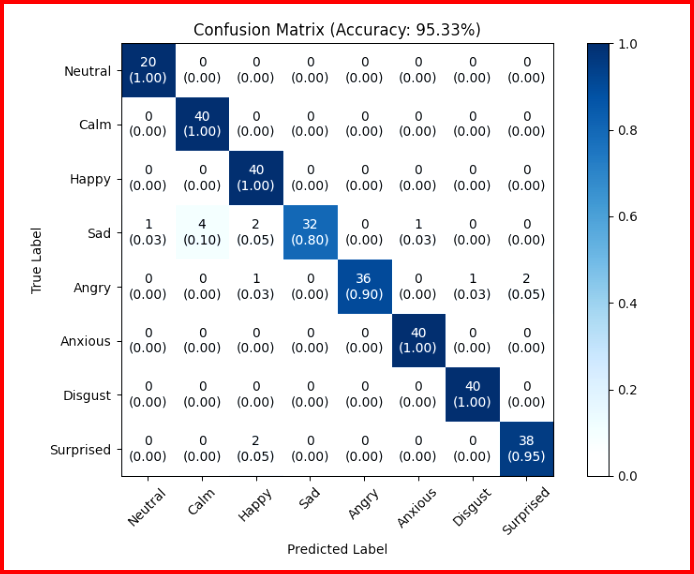 Confusion Matrix (Accuracy: 95.33%)
Neutral 20 0 0 0 0 0 0 0
(1.00) (0.00) (0.00) (0.00) (0.00) (0.00) (0.00) (0.00)
Calm 0 40 0 0 0 0 0 0
(0.00) (1.00) (0.00) (0.00) (0.00) (0.00) (0.00) (0.00)
Happy 0 0 40 0 0 0 0 0
(0.00) (0.00) (1.00) (0.00) (0.00) (0.00) (0.00) (0.00)
Sad 1 4 2 32 0 1 0 0
(0.03) (0.10) (0.05) (0.80) (0.00) (0.03) (0.00) (0.00)
Angry 0 0 1 0 36 0 1 2
(0.00) (0.00) (0.03) (0.00) (0.90) (0.00) (0.03) (0.05)
Anxious 0 0 0 0 0 40 0 0
(0.00) (0.00) (0.00) (0.00) (0.00) (1.00) (0.00) (0.00)
Disgust 0 0 0 0 0 0 40 0
(0.00) (0.00) (0.00) (0.00) (0.00) (0.00) (1.00) (0.00)
Surprised 0 0 2 0 0 0 0 38
(0.00) (0.00) (0.05) (0.00) (0.00) (0.00) (0.00) (0.95)
Neutral Calm Happy Sad Angry Anxious Disgust Surprised
Predicted Label
True Label
1.0
0.8
0.6
0.4
0.2
0.0